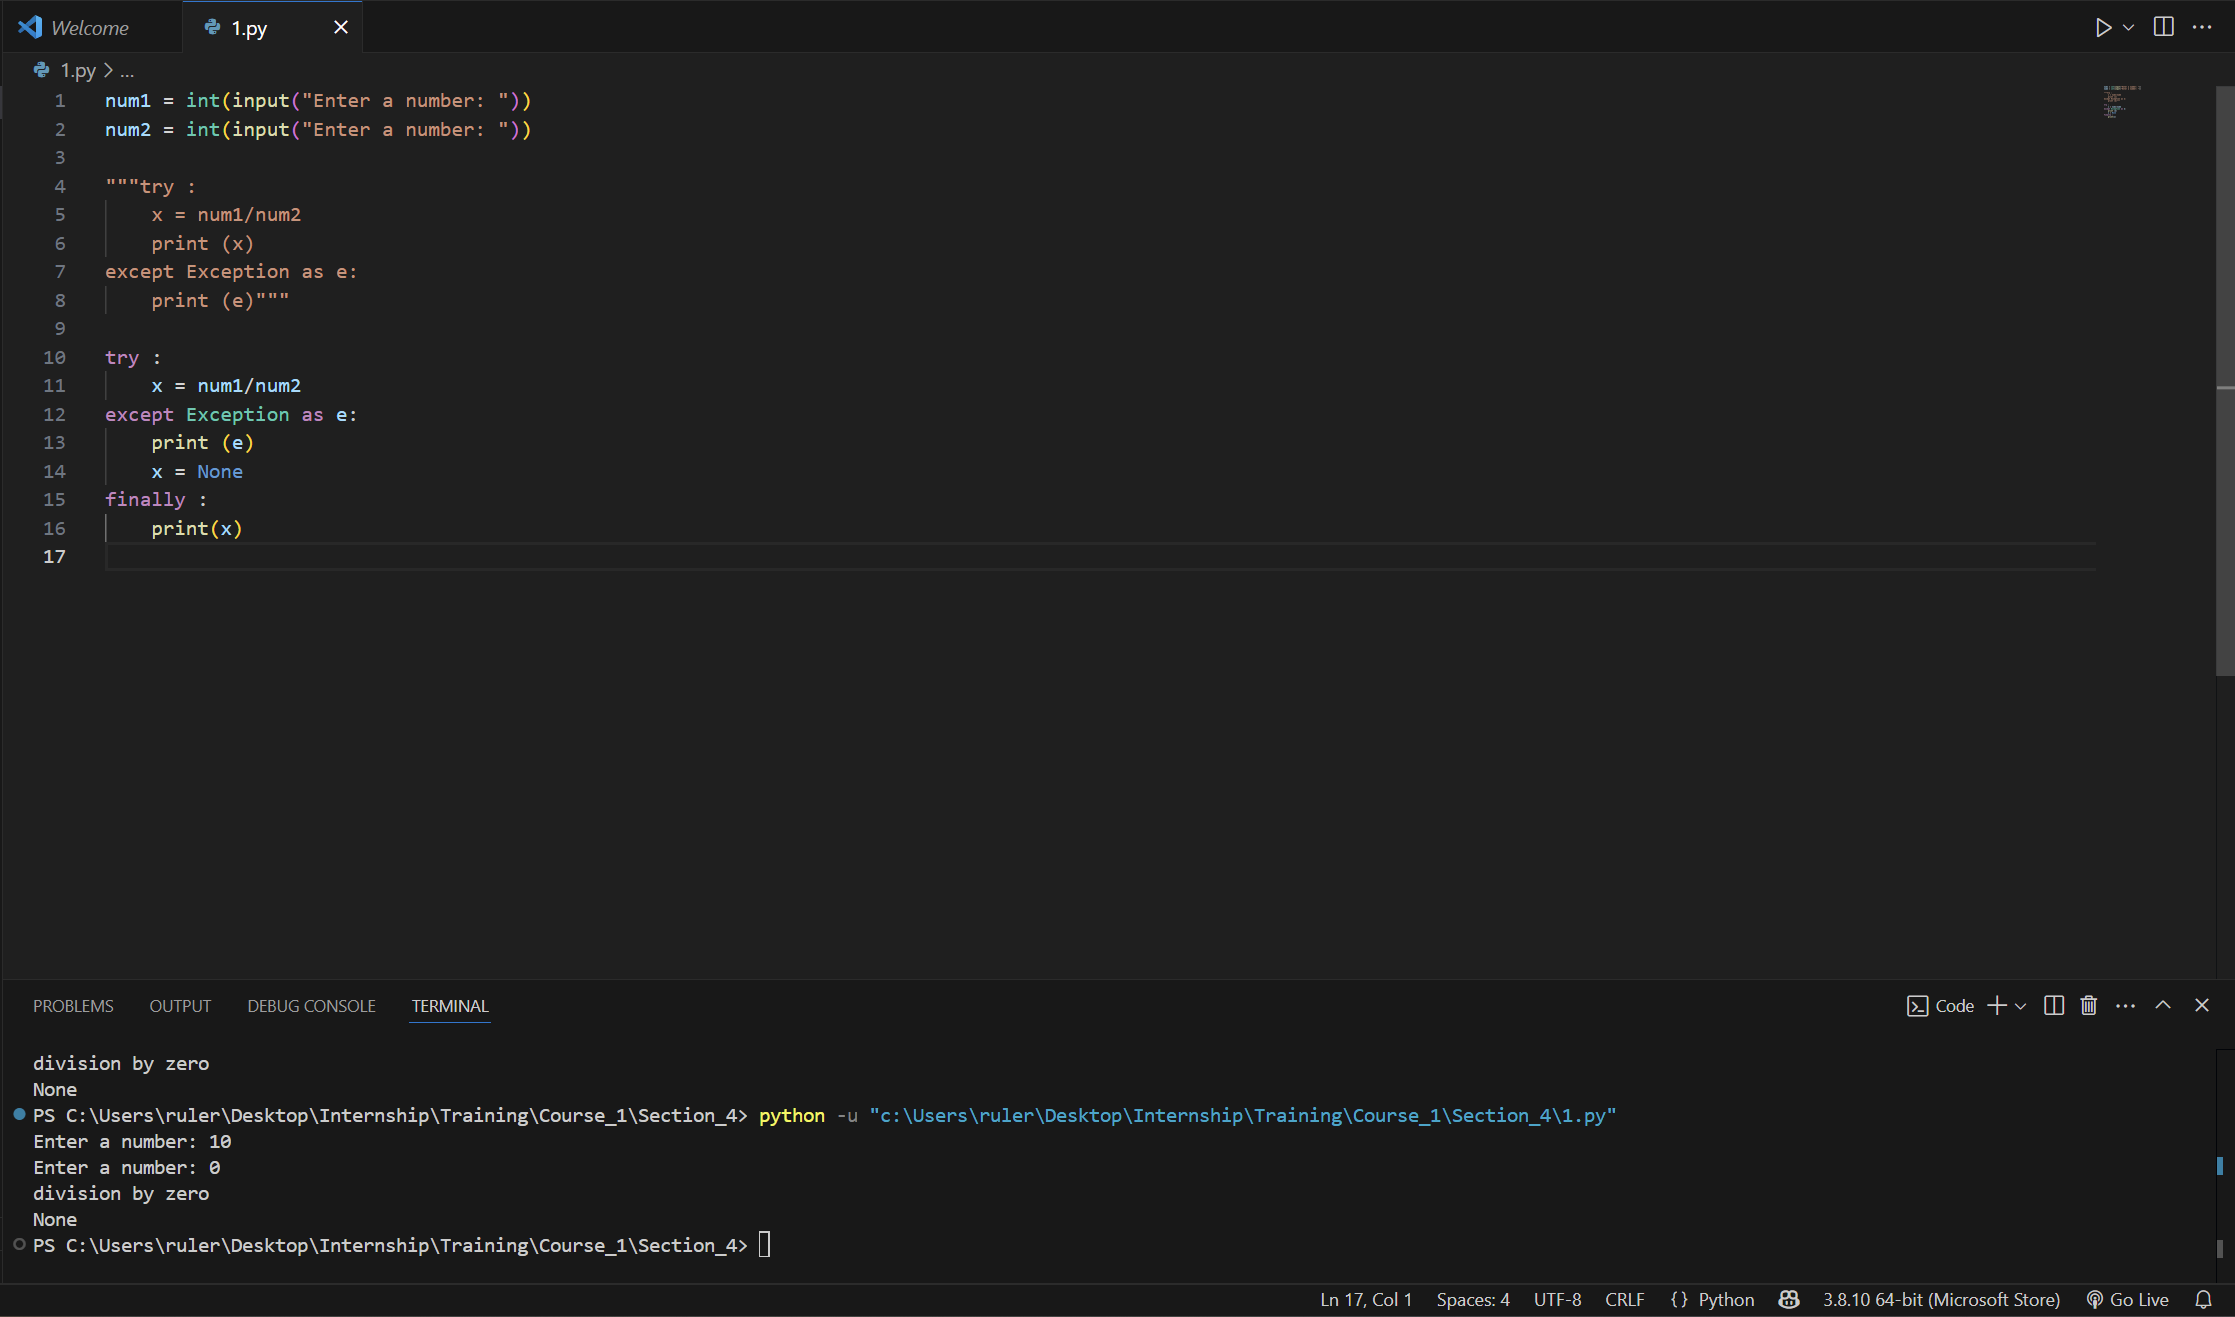 Welcome
1.py
1.py > ...
1 num1 = int(input("Enter a number: "))
2 num2 = int(input("Enter a number: "))
3
4 """try :
5     x = num1/num2
6     print (x)
7 except Exception as e:
8     print (e)"""
9
10 try :
11     x = num1/num2
12 except Exception as e:
13     print (e)
14     x = None
15 finally :
16     print(x)
17
PROBLEMS OUTPUT DEBUG CONSOLE TERMINAL Code
division by zero
None
PS C:\Users\ruler\Desktop\Internship\Training\Course_1\Section_4> python -u "c:\Users\ruler\Desktop\Internship\Training\Course_1\Section_4\1.py"
Enter a number: 10
Enter a number: 0
division by zero
None
PS C:\Users\ruler\Desktop\Internship\Training\Course_1\Section_4>
Ln 17, Col 1 Spaces: 4 UTF-8 CRLF {} Python 3.8.10 64-bit (Microsoft Store) Go Live